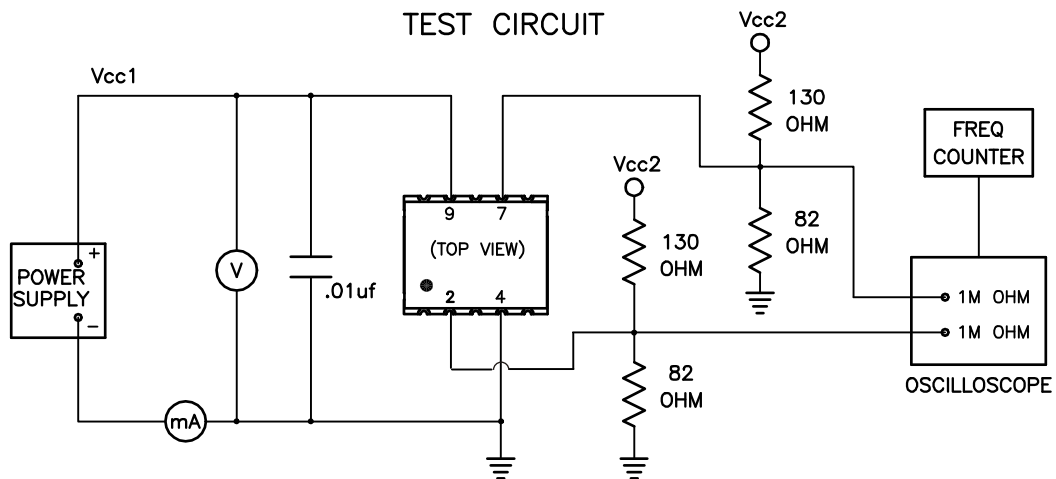 TEST CIRCUIT
Vcc2
Vcc1
130
OHM
FREQ
COUNTER
Vcc2
9 7
82
OHM
(TOP VIEW)
130
OHM
+
POWER
SUPPLY
−
V
.01uf
2 4
1M OHM
1M OHM
82
OHM
OSCILLOSCOPE
mA